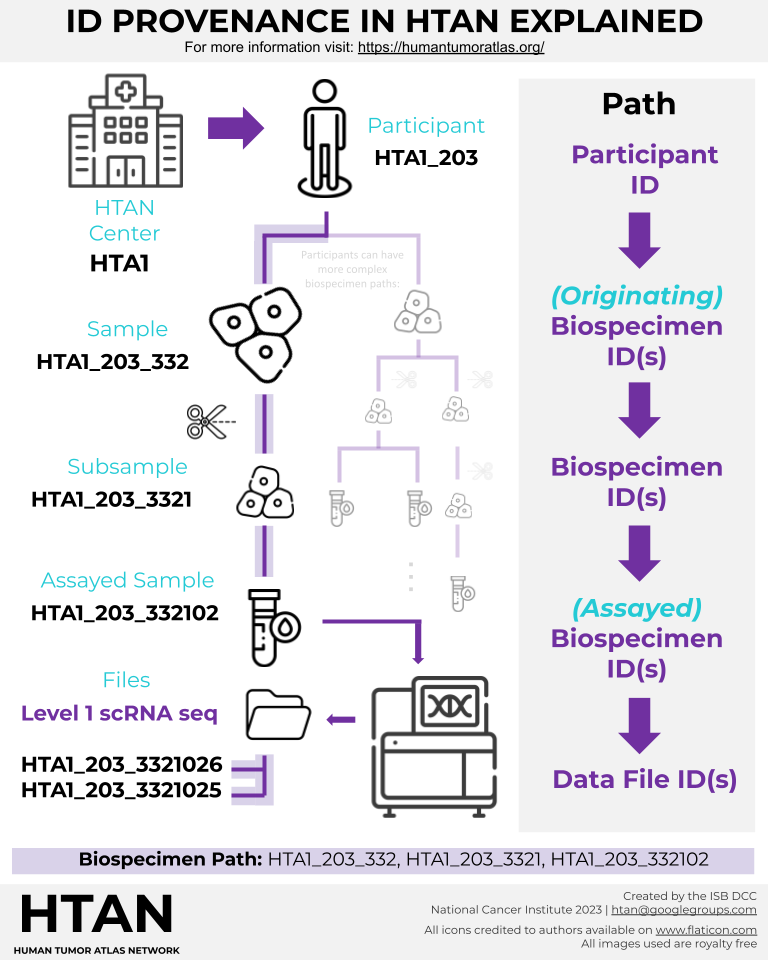 ID PROVENANCE IN HTAN EXPLAINED
For more information visit: https://humantumoratlas.org/
HTAN
Center
HTA1
Participant
HTA1_203
Participants can have
more complex
biospecimen paths:
Sample
HTA1_203_332
Subsample
HTA1_203_3321
Assayed Sample
HTA1_203_332102
Files
Level 1 scRNA seq
HTA1_203_3321026
HTA1_203_3321025
Path
Participant
ID
(Originating)
Biospecimen
ID(s)
Biospecimen
ID(s)
(Assayed)
Biospecimen
ID(s)
Data File ID(s)
Biospecimen Path: HTA1_203_332, HTA1_203_3321, HTA1_203_332102
HTAN
HUMAN TUMOR ATLAS NETWORK
Created by the ISB DCC
National Cancer Institute 2023 | htan@googlegroups.com
All icons credited to authors available on www.flaticon.com
All images used are royalty free